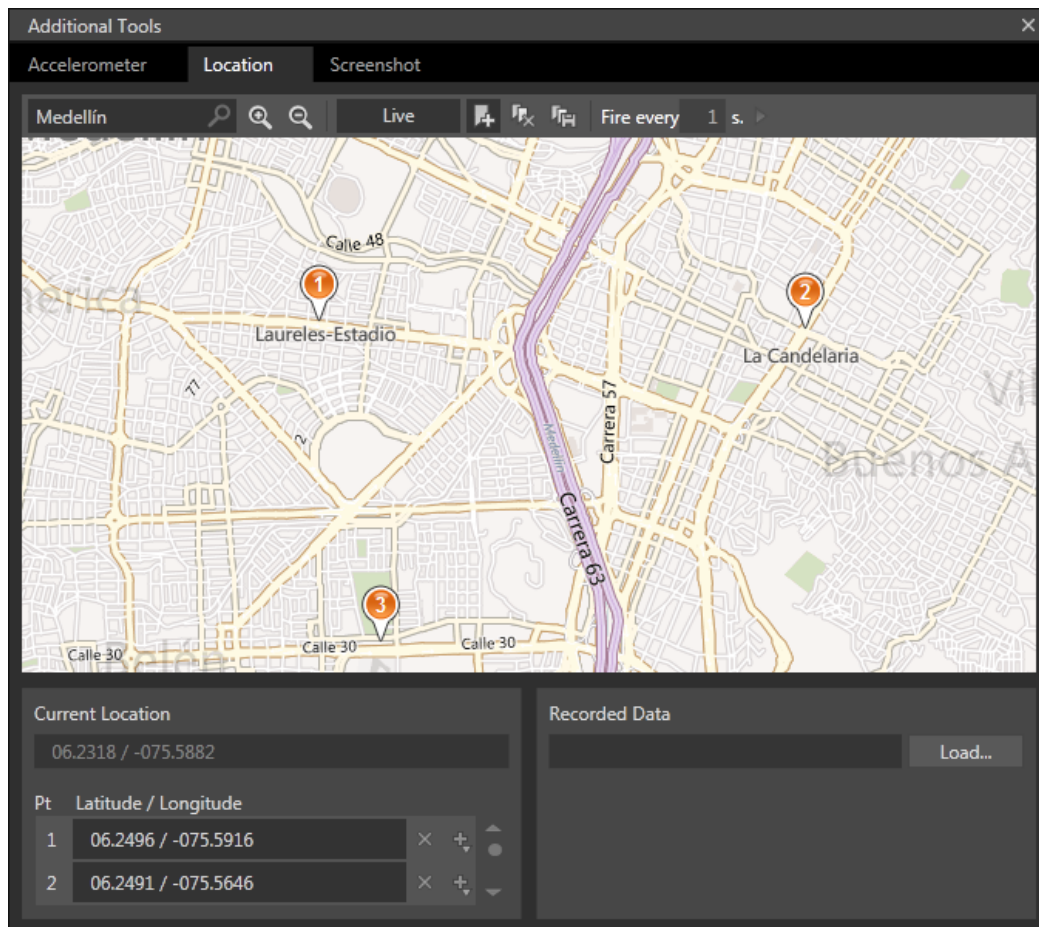 Additional Tools
Accelerometer Location Screenshot
Medellín Live Fire every 1 s.
Calle 48
1
2
América
Laureles-Estadio
La Candelaria
77
Carrera 57
2
Medellín
Buenos A
Carrera 63
3
Calle 30 Calle 30 Calle 30
Belén
Current Location Recorded Data
06.2318 / -075.5882 Load...
Pt Latitude / Longitude
1 06.2496 / -075.5916
2 06.2491 / -075.5646